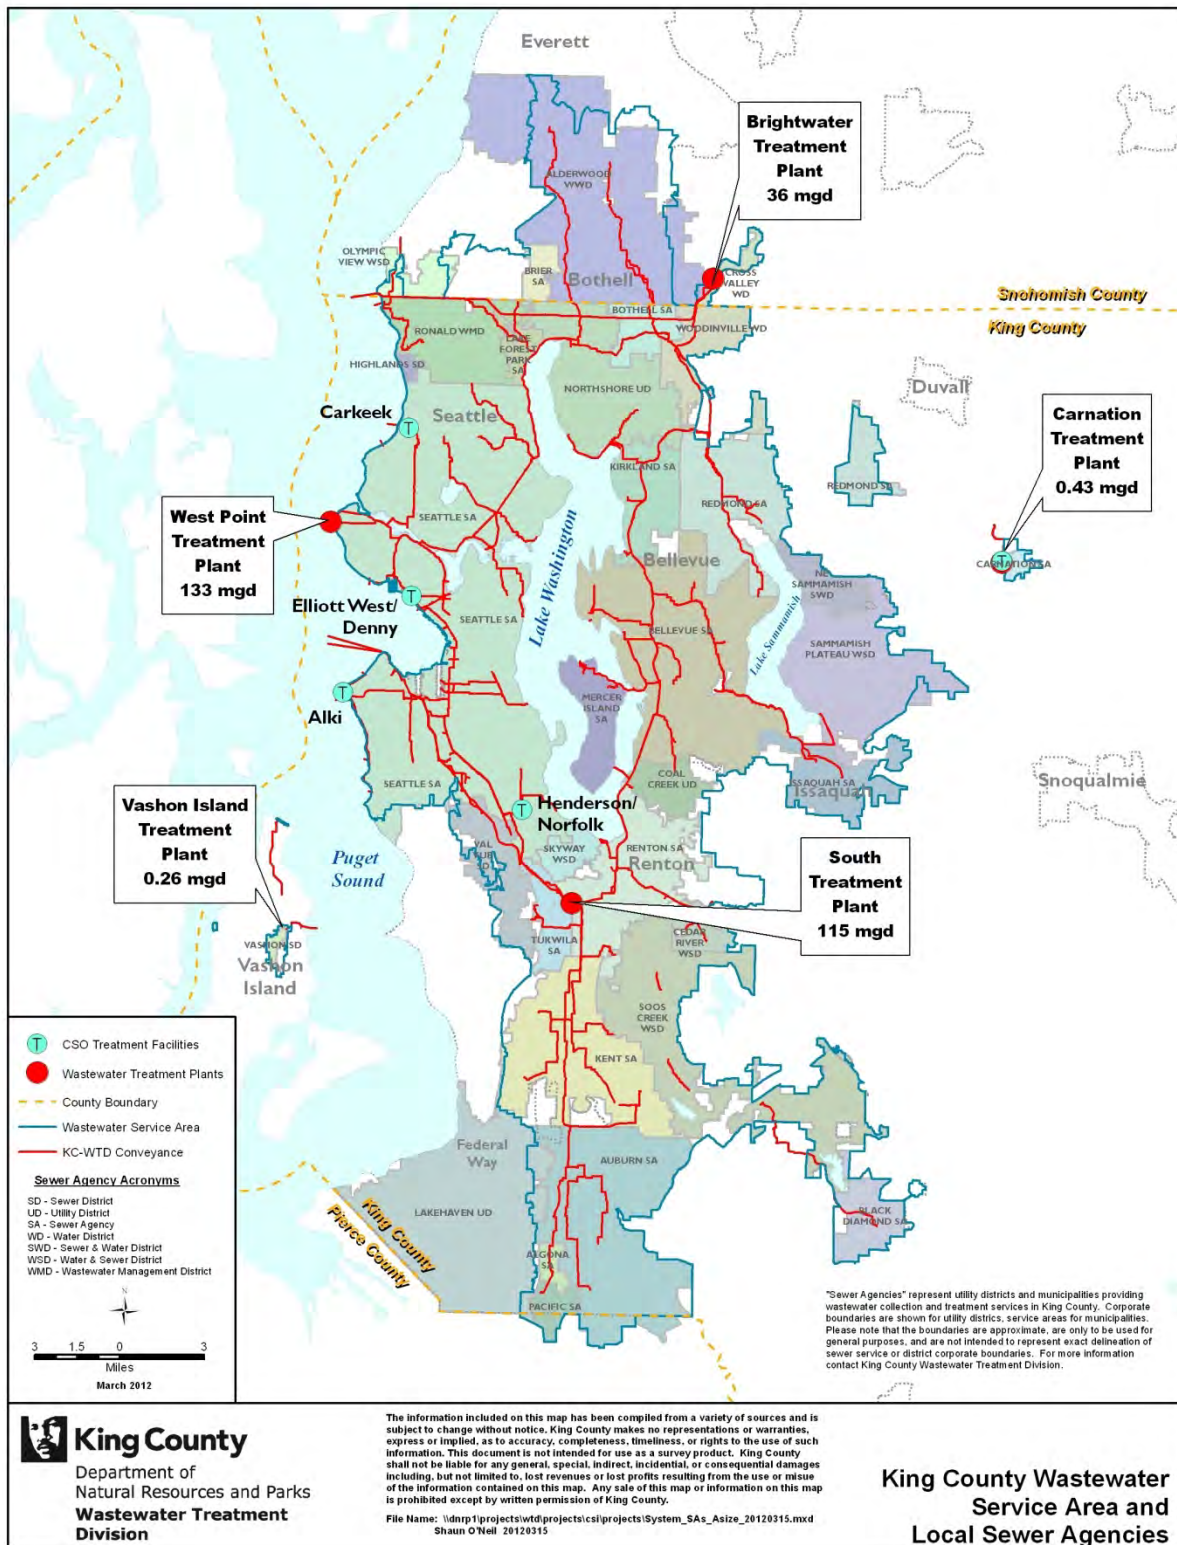 Everett
Brightwater
Treatment
Plant
36 mgd
ALDERWOOD
WWD
OLYMPIC
VIEW WSD
BRIER
SA
Bothell
CROSS
VALLEY
WD
Snohomish County
King County
BOTHELL SA
WOODINVILLE WD
RONALD WMD
LAKE
FOREST
PARK
SA
HIGHLANDS SD
NORTHSHORE UD
Duvall
Carkeek
T
Seattle
Carnation
Treatment
Plant
0.43 mgd
KIRKLAND SA
REDMOND SA
REDMOND SA
West Point
Treatment
Plant
133 mgd
SEATTLE SA
Lake Washington
Bellevue
T
CARNATION SA
NE
SAMMAMISH
SWD
T
Elliott West/
Denny
SEATTLE SA
BELLEVUE SA
Lake Sammamish
SAMMAMISH
PLATEAU WSD
T
Alki
MERCER
ISLAND
SA
SEATTLE SA
COAL
CREEK UD
ISSAQUAH SA
Issaquah
Snoqualmie
Vashon Island
Treatment
Plant
0.26 mgd
T
Henderson/
Norfolk
Puget
Sound
VAL
VUE
SD
SKYWAY
WSD
RENTON SA
Renton
South
Treatment
Plant
115 mgd
VASHON SD
Vashon
Island
TUKWILA
SA
CEDAR
RIVER
WSD
SOOS
CREEK
WSD
KENT SA
T CSO Treatment Facilities
Wastewater Treatment Plants
County Boundary
Wastewater Service Area
KC-WTD Conveyance
Sewer Agency Acronyms
SD - Sewer District
UD - Utility District
SA - Sewer Agency
WD - Water District
SWD - Sewer & Water District
WSD - Water & Sewer District
WMD - Wastewater Management District
N
3 1.5 0 3
Miles
March 2012
Federal
Way
AUBURN SA
LAKEHAVEN UD
King County
Pierce County
BLACK
DIAMOND SA
ALGONA
SA
PACIFIC SA
"Sewer Agencies" represent utility districts and municipalities providing
wastewater collection and treatment services in King County. Corporate
boundaries are shown for utility districs, service areas for municipalities.
Please note that the boundaries are approximate, are only to be used for
general purposes, and are not intended to represent exact delineation of
sewer service or district corporate boundaries. For more information
contact King County Wastewater Treatment Division.
King County
Department of
Natural Resources and Parks
Wastewater Treatment
Division
The information included on this map has been compiled from a variety of sources and is
subject to change without notice. King County makes no representations or warranties,
express or implied, as to accuracy, completeness, timeliness, or rights to the use of such
information. This document is not intended for use as a survey product. King County
shall not be liable for any general, special, indirect, incidental, or consequential damages
including, but not limited to, lost revenues or lost profits resulting from the use or misue
of the information contained on this map. Any sale of this map or information on this map
is prohibited except by written permission of King County.
File Name: \\dnrp1\projects\wtd\projects\csi\projects\System_SAs_Asize_20120315.mxd
Shaun O'Neil 20120315
King County Wastewater
Service Area and
Local Sewer Agencies